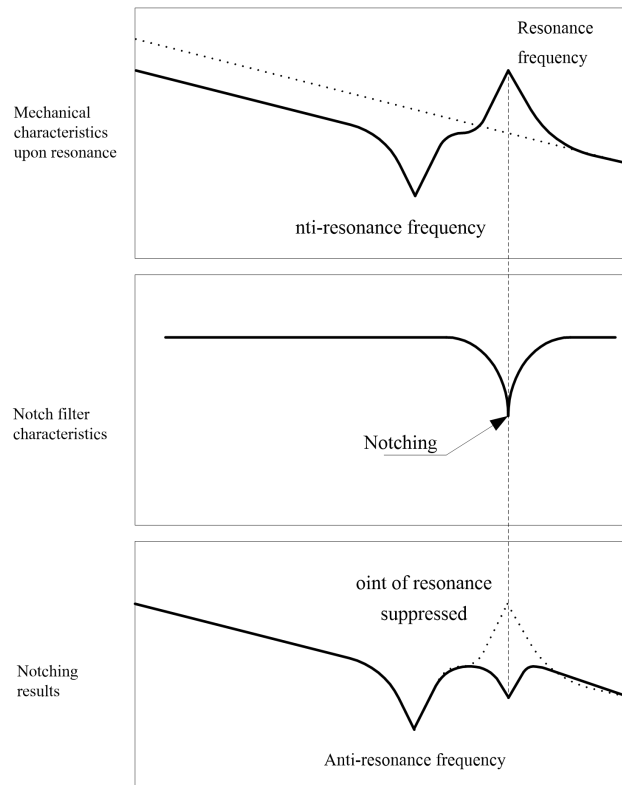 Resonance
frequency
Mechanical
characteristics
upon resonance
nti-resonance frequency
Notch filter
characteristics
Notching
oint of resonance
suppressed
Notching
results
Anti-resonance frequency